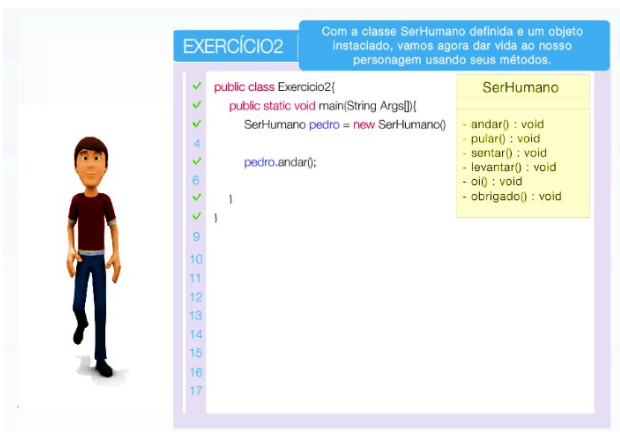 EXERCÍCIO2
Com a classe SerHumano definida e um objeto
instaciado, vamos agora dar vida ao nosso
personagem usando seus métodos.
public class Exercicio2{
public static void main(String Args[]){
SerHumano pedro = new SerHumano()
4
pedro.andar();
6
}
}
9
10
11
12
13
14
15
16
17
SerHumano
- andar() : void
- pular() : void
- sentar() : void
- levantar() : void
- oi() : void
- obrigado() : void